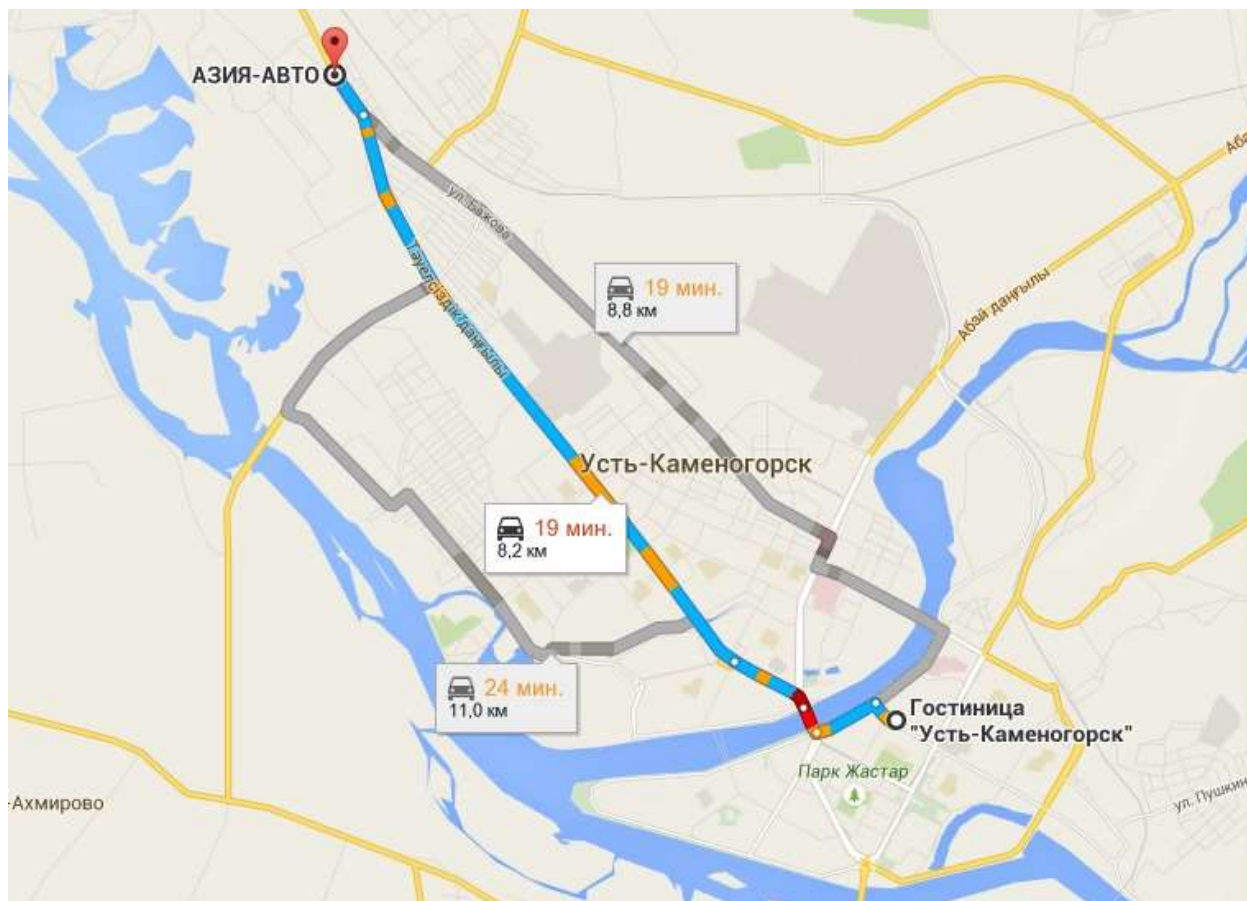 АЗИЯ-АВТО
Аба
ул. Бажова
Тәуелсіздік даңғылы
19 мин.
8,8 км
Абай даңғылы
Усть-Каменогорск
19 мин.
8,2 км
24 мин.
11,0 км
Гостиница
"Усть-Каменогорск"
Парк Жастар
-Ахмирово
ул. Пушкин